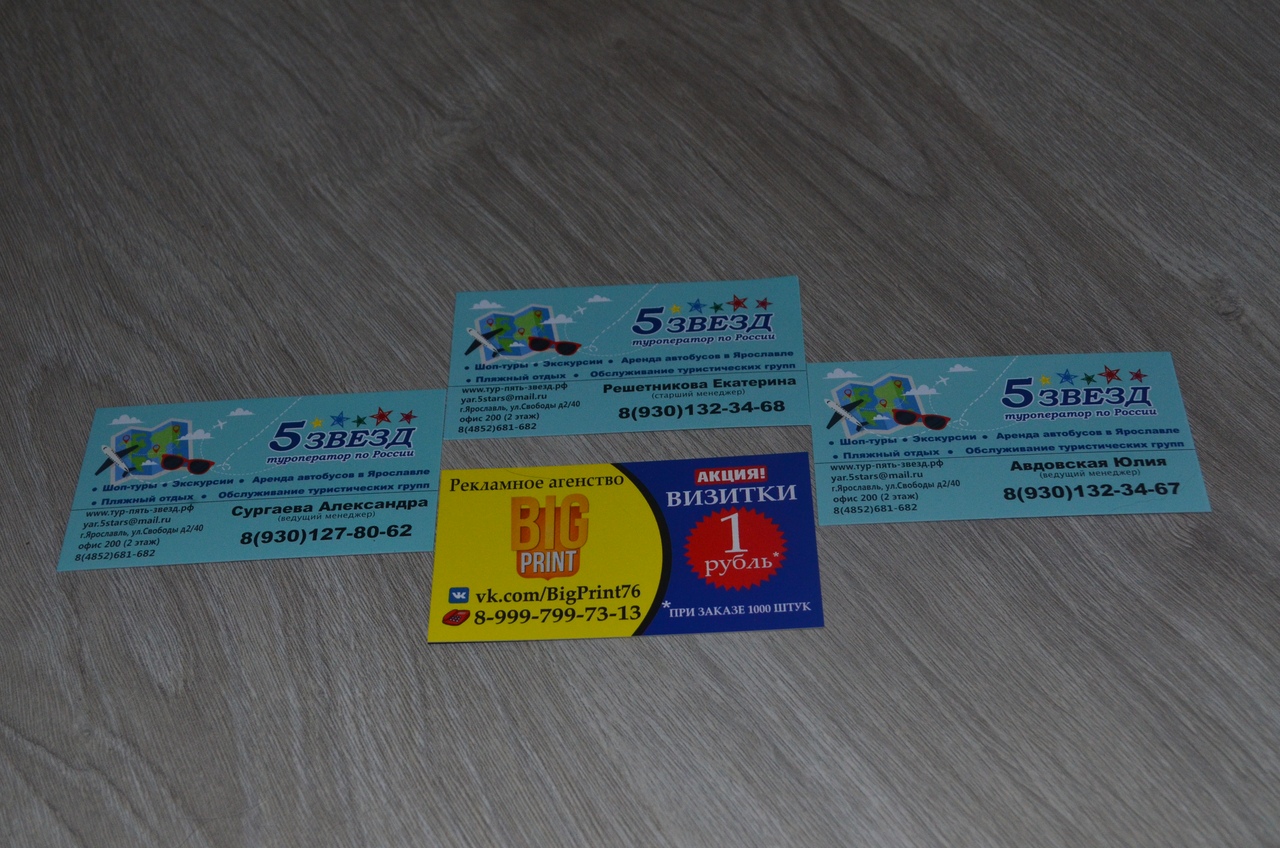 5 ЗВЕЗД
туроператор по России
• Шоп-туры • Экскурсии • Аренда автобусов в Ярославле
• Пляжный отдых • Обслуживание туристических групп
www.тур-пять-звезд.рф
yar.5stars@mail.ru
г.Ярославль, ул.Свободы д2/40
офис 200 (2 этаж)
8(4852)681-682
Решетникова Екатерина
(старший менеджер)
8(930)132-34-68
5 ЗВЕЗД
туроператор по России
• Шоп-туры • Экскурсии • Аренда автобусов в Ярославле
• Пляжный отдых • Обслуживание туристических групп
www.тур-пять-звезд.рф
yar.5stars@mail.ru
г.Ярославль, ул.Свободы д2/40
офис 200 (2 этаж)
8(4852)681-682
Сургаева Александра
(ведущий менеджер)
8(930)127-80-62
5 ЗВЕЗД
туроператор по России
• Шоп-туры • Экскурсии • Аренда автобусов в Ярославле
• Пляжный отдых • Обслуживание туристических групп
www.тур-пять-звезд.рф
yar.5stars@mail.ru
г.Ярославль, ул.Свободы д2/40
офис 200 (2 этаж)
8(4852)681-682
Авдовская Юлия
(ведущий менеджер)
8(930)132-34-67
Рекламное агенство
BIG
PRINT
vk.com/BigPrint76
8-999-799-73-13
АКЦИЯ!
ВИЗИТКИ
1
рубль*
*ПРИ ЗАКАЗЕ 1000 ШТУК